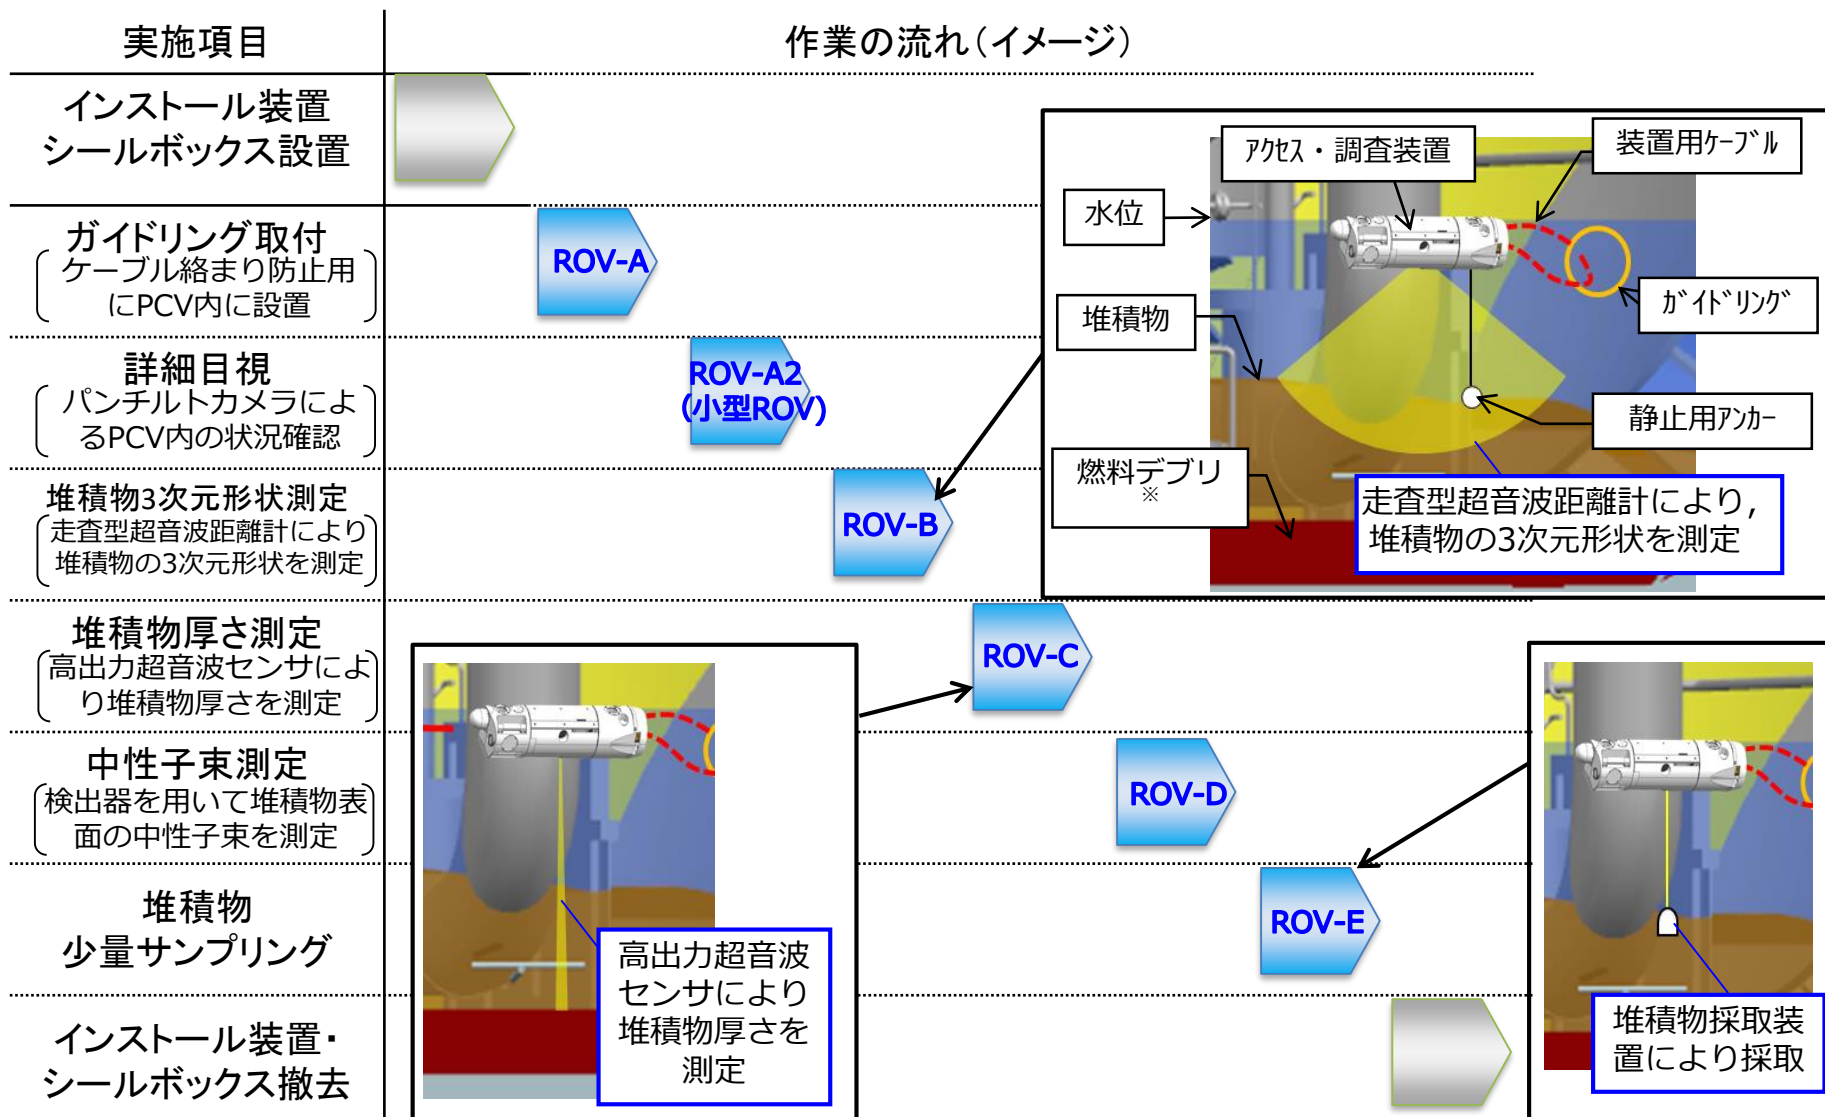 実施項目
作業の流れ(イメージ)
インストール装置
シールボックス設置
ガイドリング取付
ケーブル絡まり防止用
にPCV内に設置
ROV-A
詳細目視
パンチルトカメラによ
るPCV内の状況確認
ROV-A2
(小型ROV)
堆積物3次元形状測定
走査型超音波距離計により
堆積物の3次元形状を測定
ROV-B
アクセス・調査装置
装置用ケーブル
水位
ガイドリング
堆積物
静止用アンカー
燃料デブリ
※
走査型超音波距離計により,
堆積物の3次元形状を測定
堆積物厚さ測定
高出力超音波センサによ
り堆積物厚さを測定
ROV-C
中性子束測定
検出器を用いて堆積物表
面の中性子束を測定
ROV-D
堆積物
少量サンプリング
ROV-E
高出力超音波
センサにより
堆積物厚さを
測定
堆積物採取装
置により採取
インストール装置・
シールボックス撤去